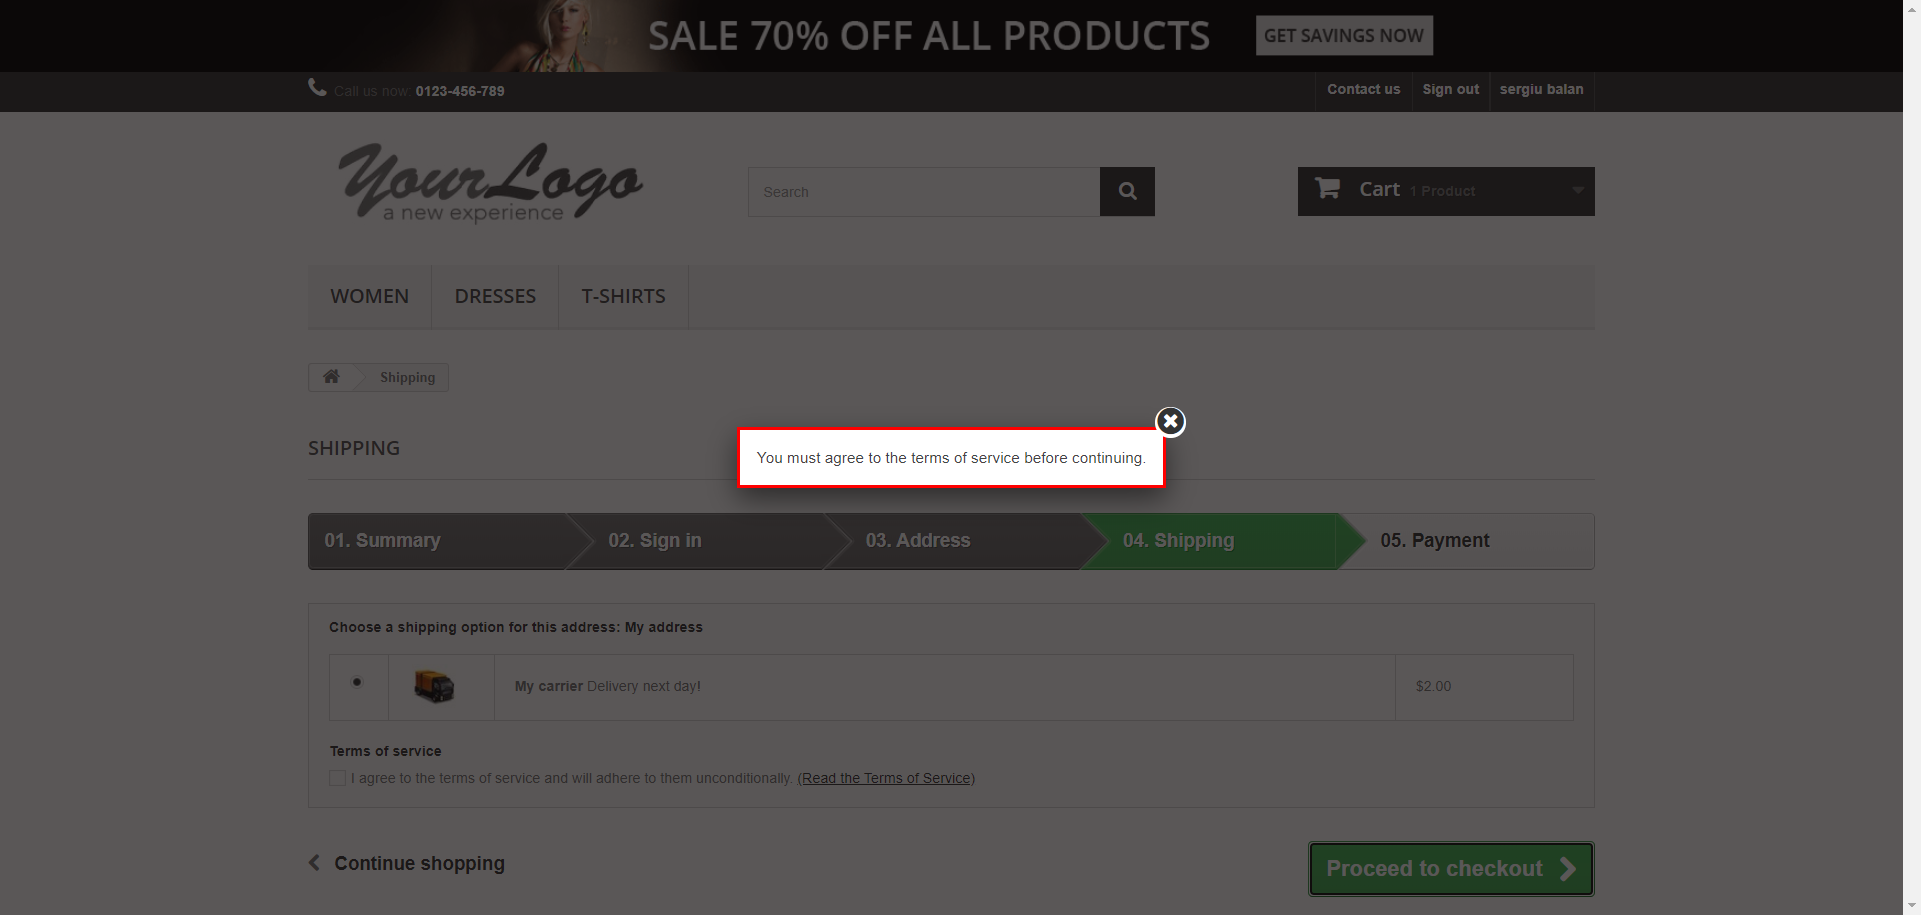 SALE 70% OFF ALL PRODUCTS GET SAVINGS NOW
Call us now: 0123-456-789 Contact us Sign out sergiu balan
YourLogo
a new experience
Search
Cart 1 Product
WOMEN DRESSES T-SHIRTS
Shipping
SHIPPING
You must agree to the terms of service before continuing.
01. Summary 02. Sign in 03. Address 04. Shipping 05. Payment
Choose a shipping option for this address: My address
My carrier Delivery next day! $2.00
Terms of service
I agree to the terms of service and will adhere to them unconditionally. (Read the Terms of Service)
Continue shopping Proceed to checkout